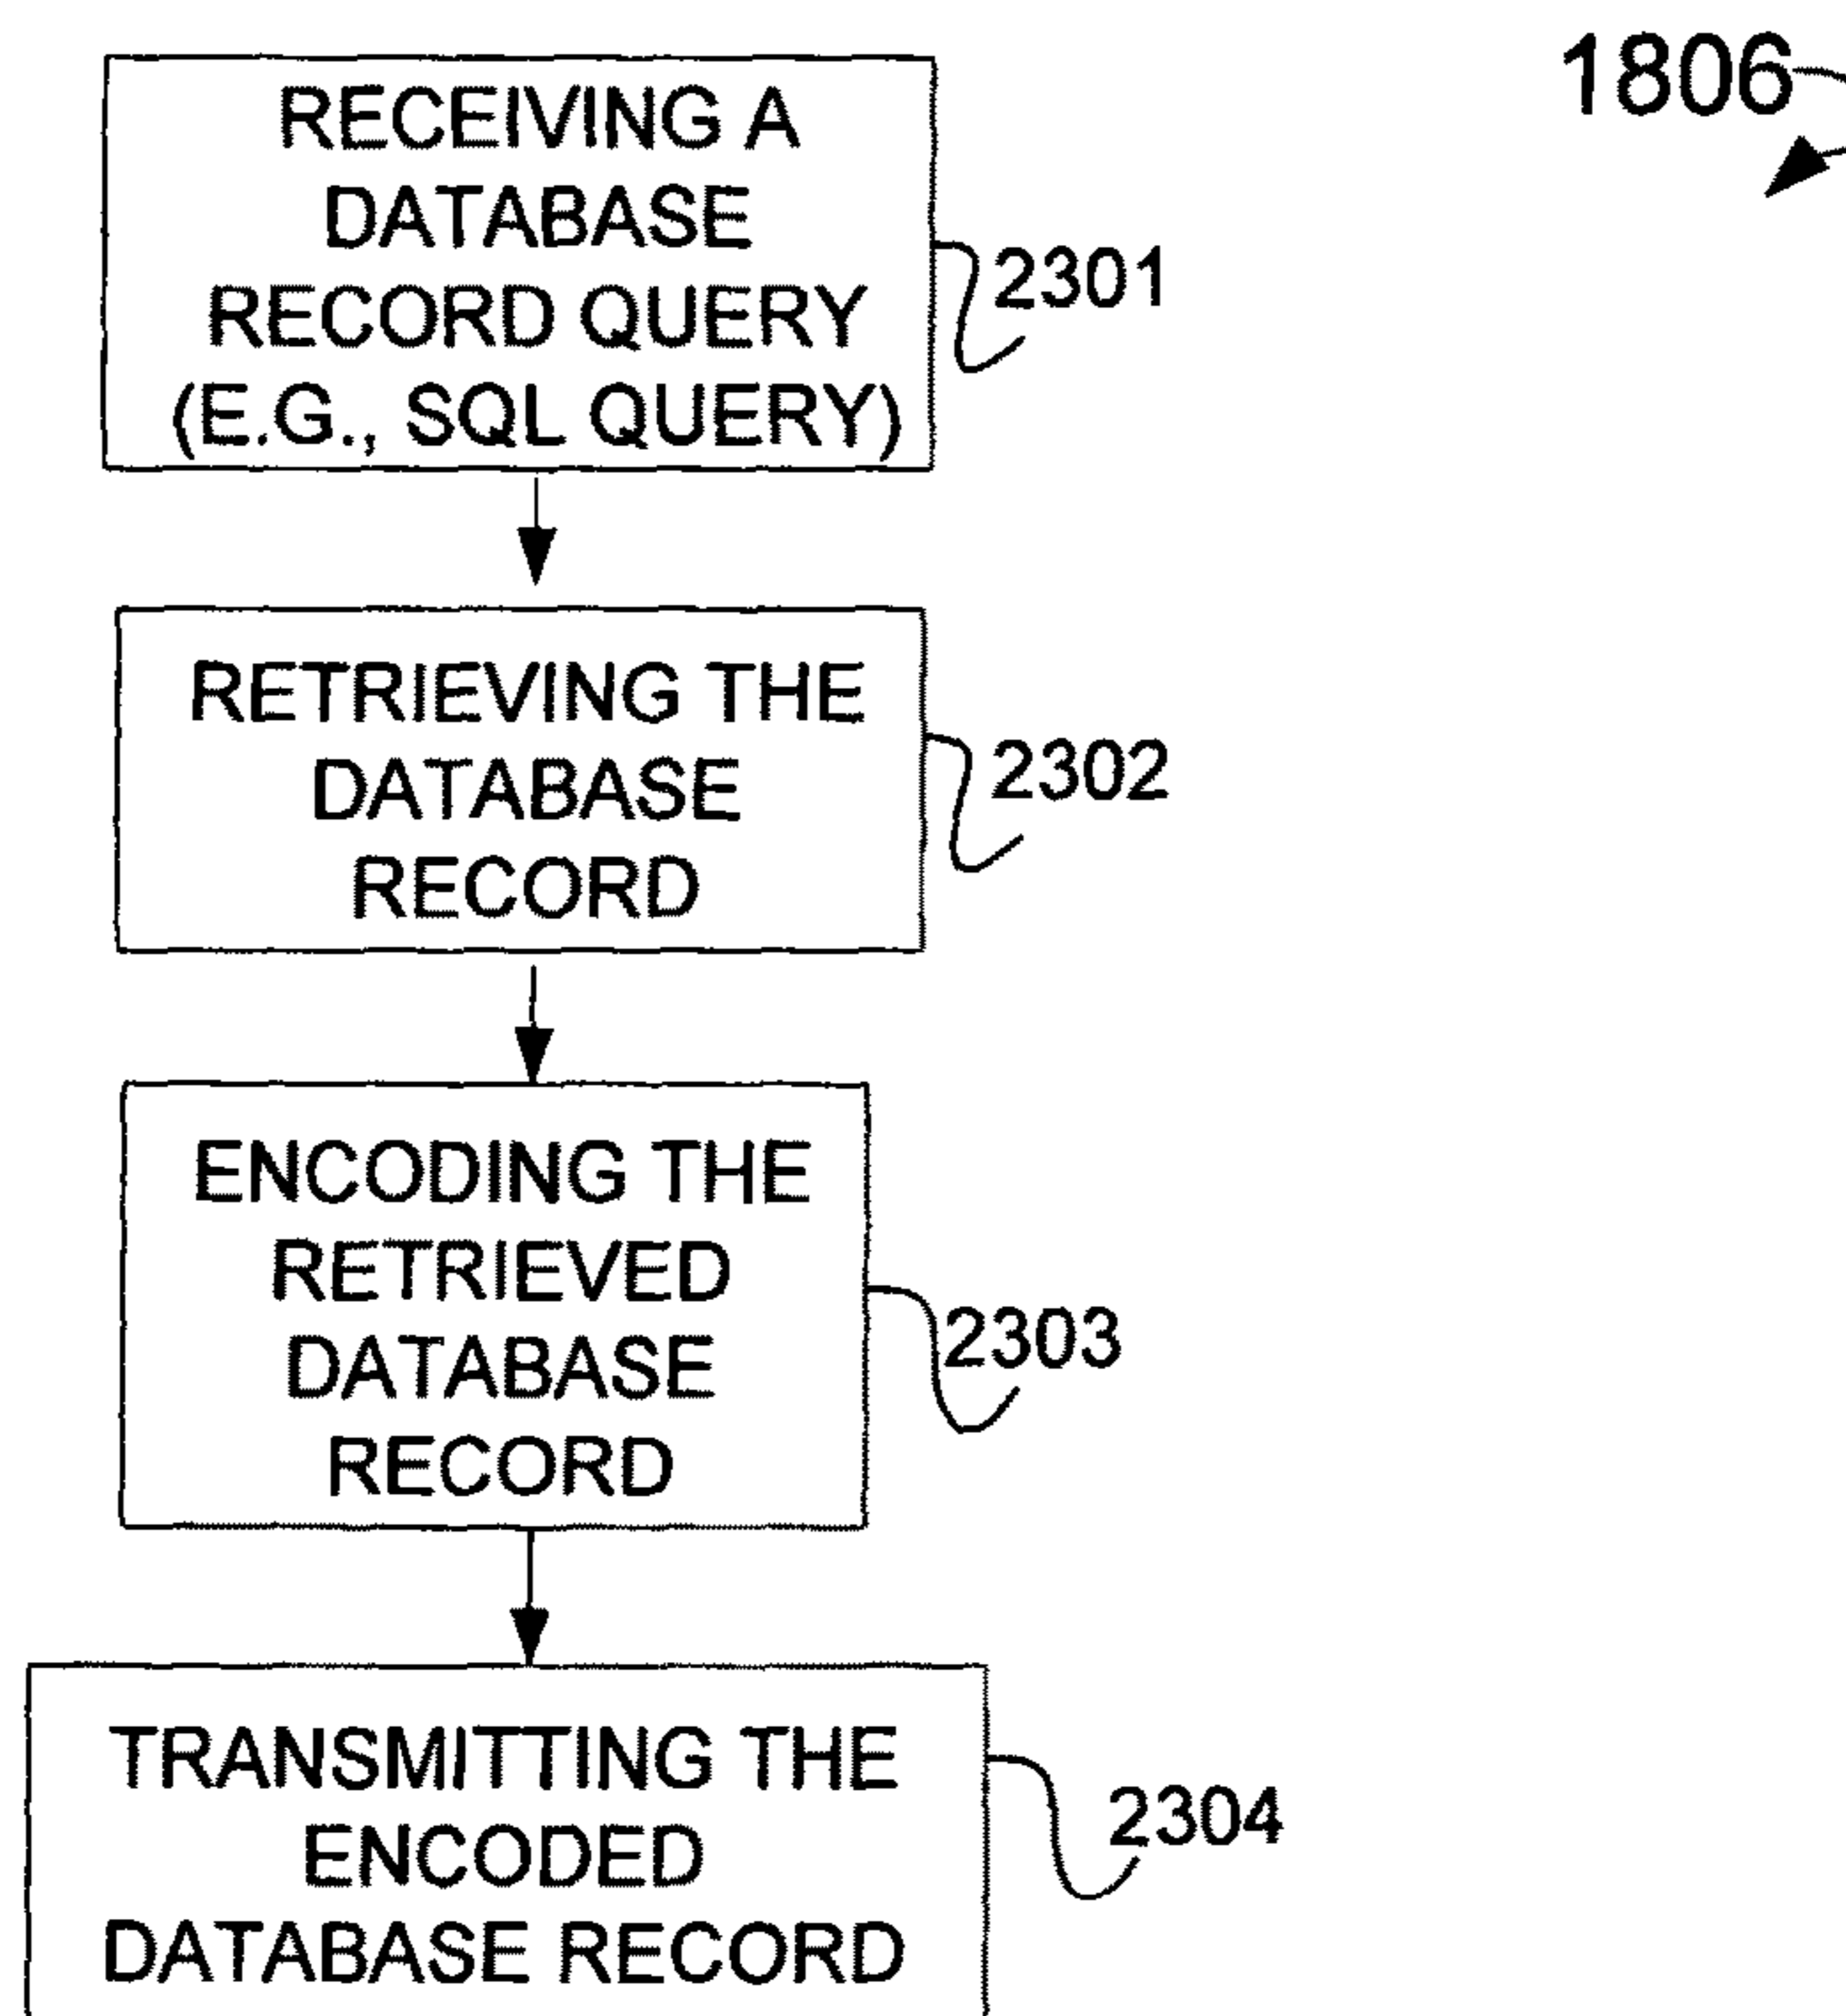 1806
RECEIVING A
DATABASE
RECORD QUERY
(E.G., SQL QUERY)
2301
RETRIEVING THE
DATABASE
RECORD
2302
ENCODING THE
RETRIEVED
DATABASE
RECORD
2303
TRANSMITTING THE
ENCODED
DATABASE RECORD
2304